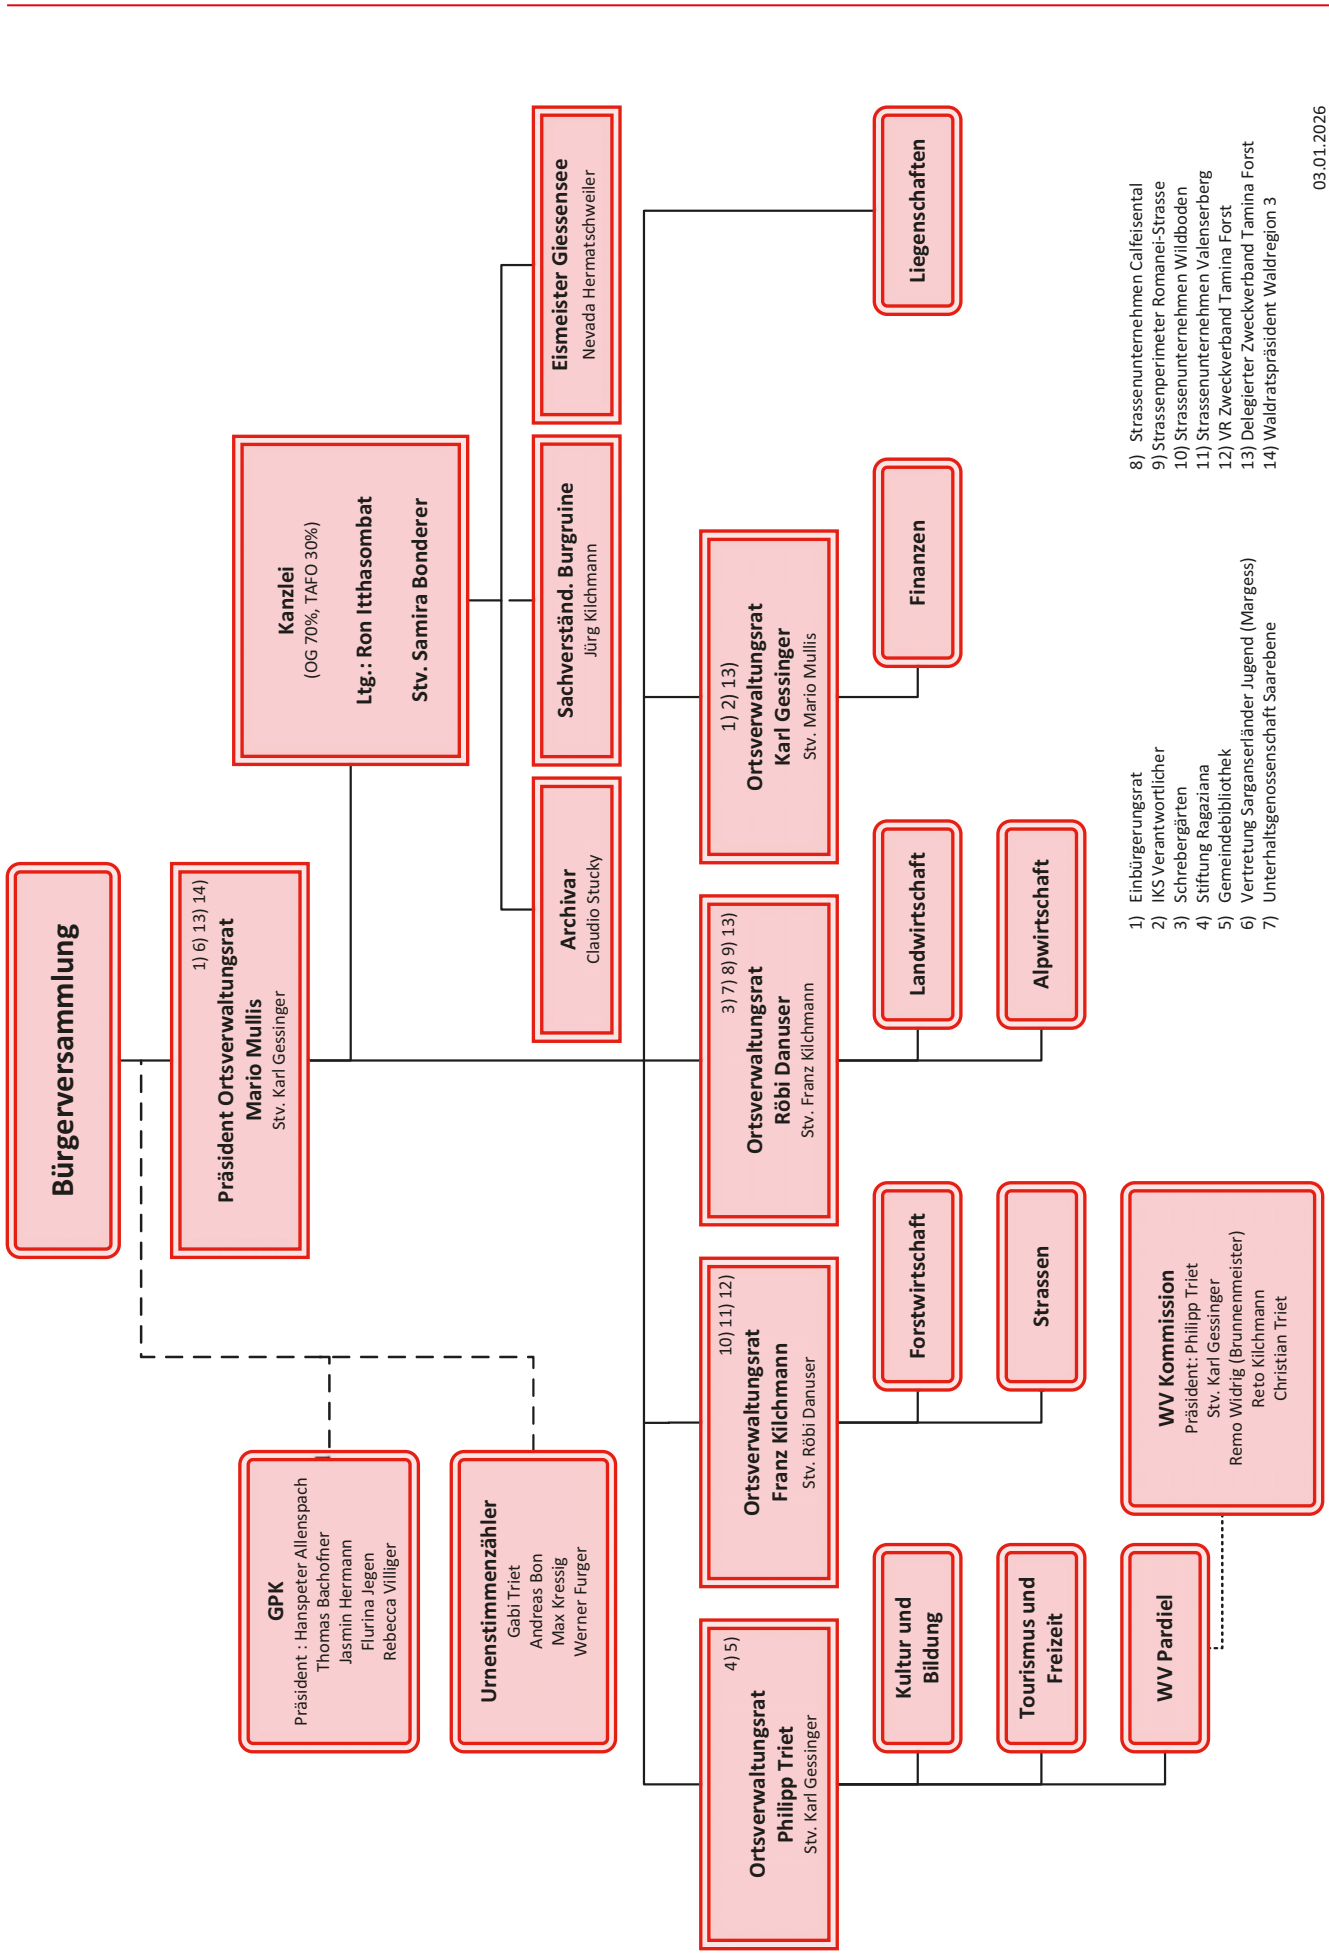 Bürgerversammlung
1) 6) 13) 14)
Präsident Ortsverwaltungsrat
Mario Mullis
Stv. Karl Gessinger
Kanzlei
(OG 70%, TAFO 30%)
Ltg.: Ron Itthasombat
Stv. Samira Bonderer
GPK
Präsident : Hanspeter Allenspach
Thomas Bachofner
Jasmin Hermann
Flurina Jegen
Rebecca Villiger
Urnenstimmenzähler
Gabi Triet
Andreas Bon
Max Kressig
Werner Furger
Archivar
Claudio Stucky
Sachverständ. Burgruine
Jürg Kilchmann
Eismeister Giessensee
Nevada Hermatschweiler
4) 5)
Ortsverwaltungsrat
Philipp Triet
Stv. Karl Gessinger
10) 11) 12)
Ortsverwaltungsrat
Franz Kilchmann
Stv. Röbi Danuser
3) 7) 8) 9) 13)
Ortsverwaltungsrat
Röbi Danuser
Stv. Franz Kilchmann
1) 2) 13)
Ortsverwaltungsrat
Karl Gessinger
Stv. Mario Mullis
Kultur und
Bildung
Forstwirtschaft
Landwirtschaft
Finanzen
Liegenschaften
Tourismus und
Freizeit
Strassen
Alpwirtschaft
WV Pardiel
WV Kommission
Präsident: Philipp Triet
Stv. Karl Gessinger
Remo Widrig (Brunnenmeister)
Reto Kilchmann
Christian Triet
1) Einbürgerungsrat
2) IKS Verantwortlicher
3) Schrebergärten
4) Stiftung Ragaziana
5) Gemeindebibliothek
6) Vertretung Sarganserländer Jugend (Margess)
7) Unterhaltsgenossenschaft Saarebene
8) Strassenunternehmen Calfeisental
9) Strassenperimeter Romanei-Strasse
10) Strassenunternehmen Wildboden
11) Strassenunternehmen Valenserberg
12) VR Zweckverband Tamina Forst
13) Delegierter Zweckverband Tamina Forst
14) Waldratspräsident Waldregion 3
03.01.2026